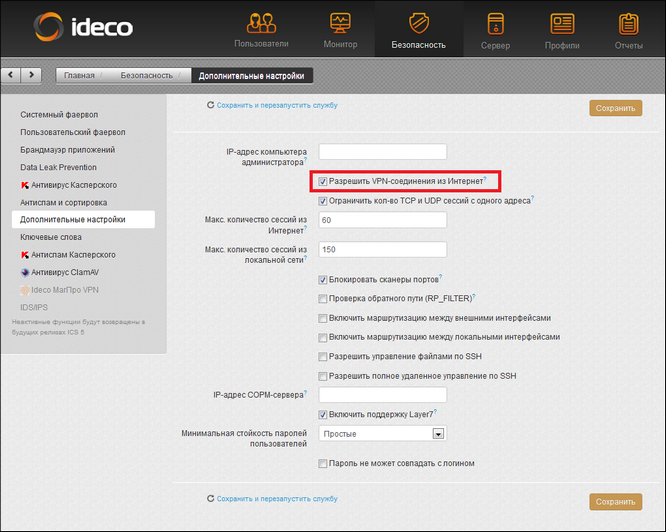 ideco
Пользователи
Монитор
Безопасность
Сервер
Профили
Отчеты
Главная / Безопасность / Дополнительные настройки
Системный фаервол
Пользовательский фаервол
Брандмауэр приложений
Data Leak Prevention
Антивирус Касперского
Антиспам и сортировка
Дополнительные настройки
Ключевые слова
Антиспам Касперского
Антивирус ClamAV
Ideco МагПро VPN
IDS/IPS
Неактивные функции будут возвращены в
будущих релизах ICS 5
Сохранить и перезапустить службу
Сохранить
IP-адрес компьютера
администратора?
Разрешить VPN-соединения из Интернет?
Ограничить кол-во TCP и UDP сессий с одного адреса?
Макс. количество сессий из
Интернет?
60
Макс. количество сессий из
локальной сети?
150
Блокировать сканеры портов?
Проверка обратного пути (RP_FILTER)?
Включить маршрутизацию между внешними интерфейсами
Включить маршрутизацию между локальными интерфейсами
Разрешить управление файлами по SSH
Разрешить полное удаленное управление по SSH
IP-адрес СОРМ-сервера?
Включить поддержку Layer7?
Минимальная стойкость паролей
пользователей
Простые
Пароль не может совпадать с логином
Сохранить и перезапустить службу
Сохранить